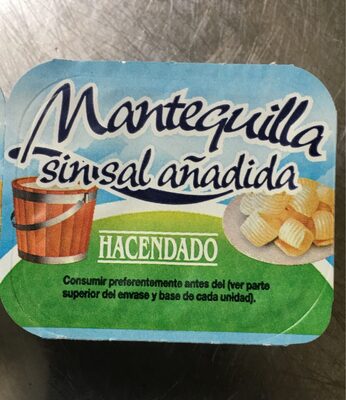 Mantequilla
sin sal añadida
HACENDADO
Consumir preferentemente antes del (ver parte
superior del envase y base de cada unidad).